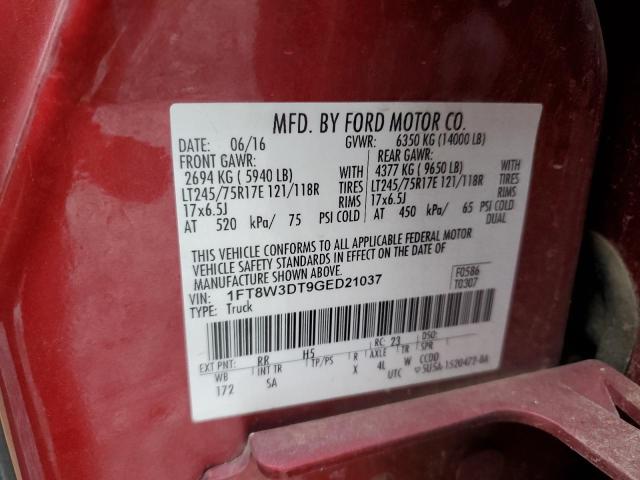 MFD. BY FORD MOTOR CO.
DATE: 06/16 GVWR: 6350 KG (14000 LB)
FRONT GAWR: REAR GAWR:
2694 KG ( 5940 LB) WITH 4377 KG ( 9650 LB) WITH
LT245/75R17E 121/118R TIRES LT245/75R17E 121/118R TIRES
17x6.5J RIMS 17x6.5J RIMS
AT 520 kPa/ 75 PSI COLD AT 450 kPa/ 65 PSI COLD
DUAL
THIS VEHICLE CONFORMS TO ALL APPLICABLE FEDERAL MOTOR
VEHICLE SAFETY STANDARDS IN EFFECT ON THE DATE OF
MANUFACTURE SHOWN ABOVE.
VIN: 1FT8W3DT9GED21037 F0586
TYPE: Truck T0307
EXT PNT: RR H5 RC: 23 DSO:
WB INT TR TP/PS R AXLE TR SPR
172 SA X 4L W CCDD
UTC 5U5A-1520472-BA